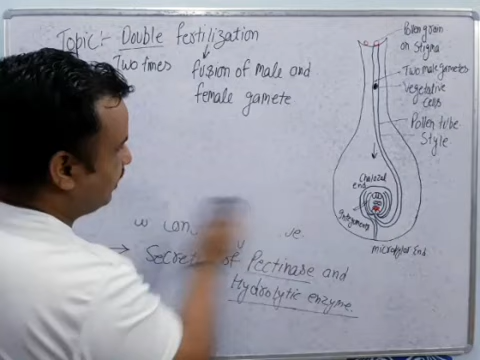 Topic:- Double fertilization
Two times fusion of male and
female gamete
Pollen grain
on Stigma
Two male gametes
vegetative
cells
Pollen tube
Style
Chalazal
end
Integuments
micropylar End
→ of Pectinase and
Hydrolytic enzyme.